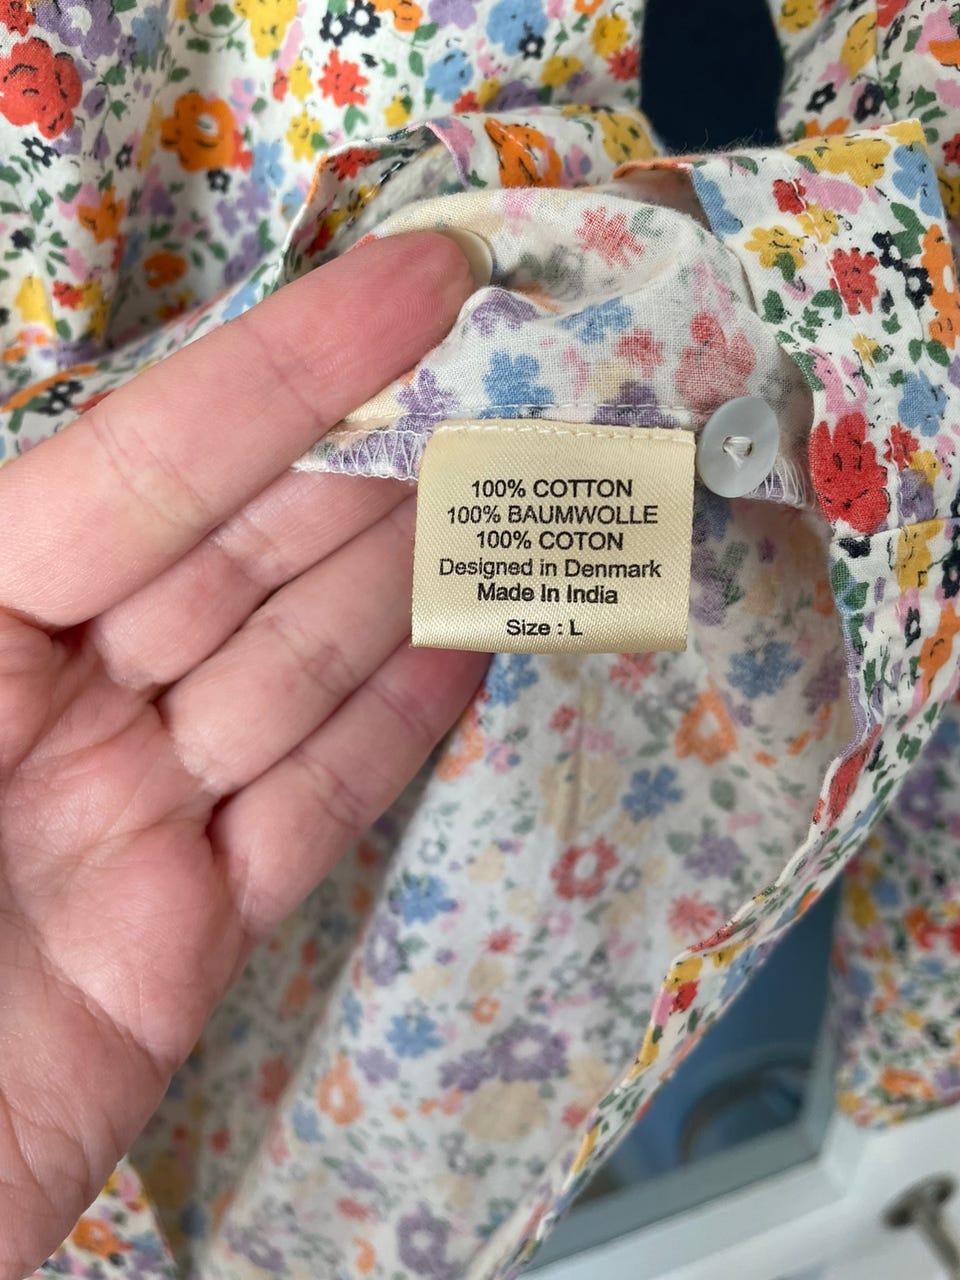 100% COTTON
100% BAUMWOLLE
100% COTON
Designed in Denmark
Made In India
Size : L